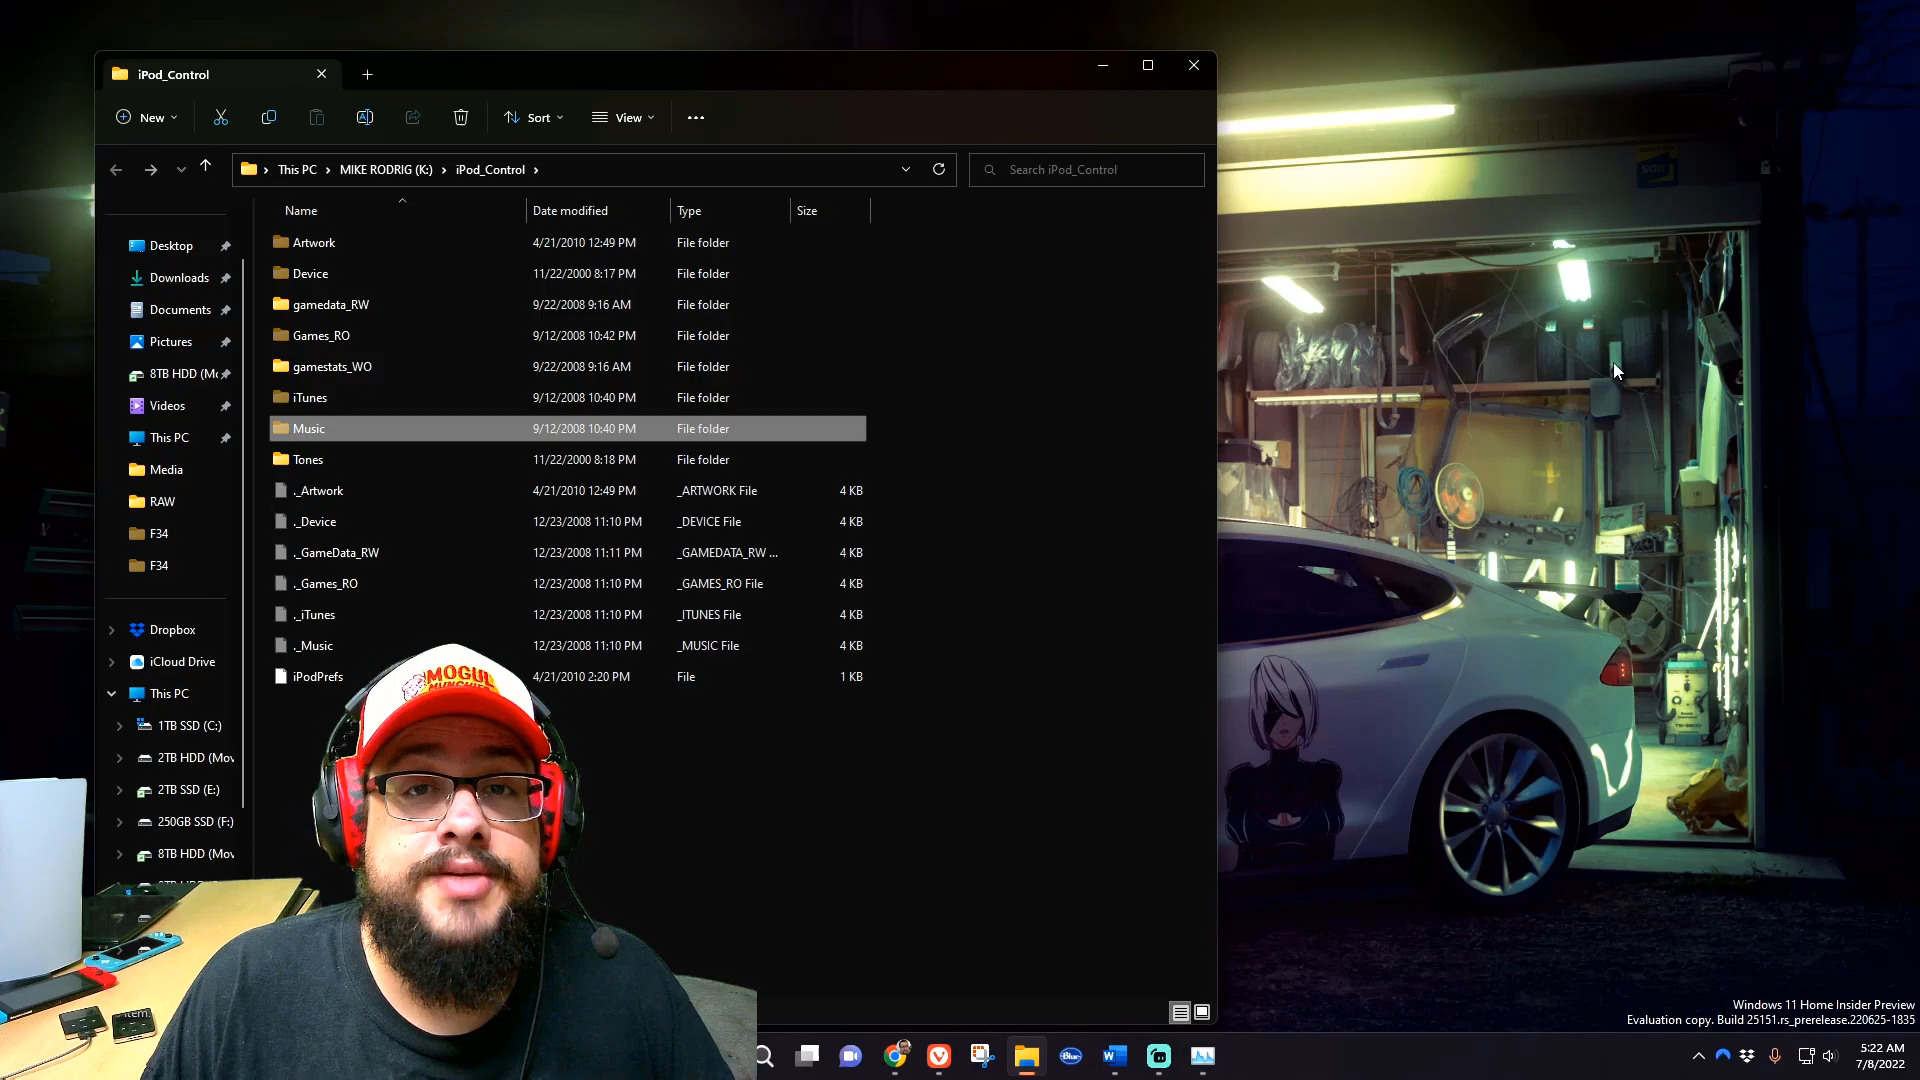 iPod_Control
New
Sort
View
This PC > MIKE RODRIG (K:) > iPod_Control >
Search iPod_Control
Name Date modified Type Size
Artwork 4/21/2010 12:49 PM File folder
Device 11/22/2000 8:17 PM File folder
gamedata_RW 9/22/2008 9:16 AM File folder
Games_RO 9/12/2008 10:42 PM File folder
gamestats_WO 9/22/2008 9:16 AM File folder
iTunes 9/12/2008 10:40 PM File folder
Music 9/12/2008 10:40 PM File folder
Tones 11/22/2000 8:18 PM File folder
._Artwork 4/21/2010 12:49 PM _ARTWORK File 4 KB
._Device 12/23/2008 11:10 PM _DEVICE File 4 KB
._GameData_RW 12/23/2008 11:11 PM _GAMEDATA_RW ... 4 KB
._Games_RO 12/23/2008 11:10 PM _GAMES_RO File 4 KB
._iTunes 12/23/2008 11:10 PM _ITUNES File 4 KB
._Music 12/23/2008 11:10 PM _MUSIC File 4 KB
iPodPrefs 4/21/2010 2:20 PM File 1 KB
Desktop
Downloads
Documents
Pictures
8TB HDD (Mo
Videos
This PC
Media
RAW
F34
F34
Dropbox
iCloud Drive
This PC
1TB SSD (C:)
2TB HDD (Mov
2TB SSD (E:)
250GB SSD (F:)
8TB HDD (Mov
MOGUL
MUNCHIES
item
Blue
Windows 11 Home Insider Preview
Evaluation copy. Build 25151.rs_prerelease.220625-1835
5:22 AM
7/8/2022